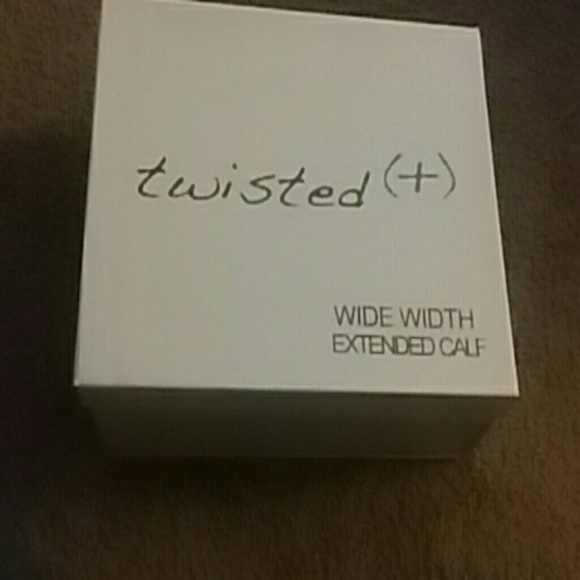 twisted (+)
WIDE WIDTH
EXTENDED CALF